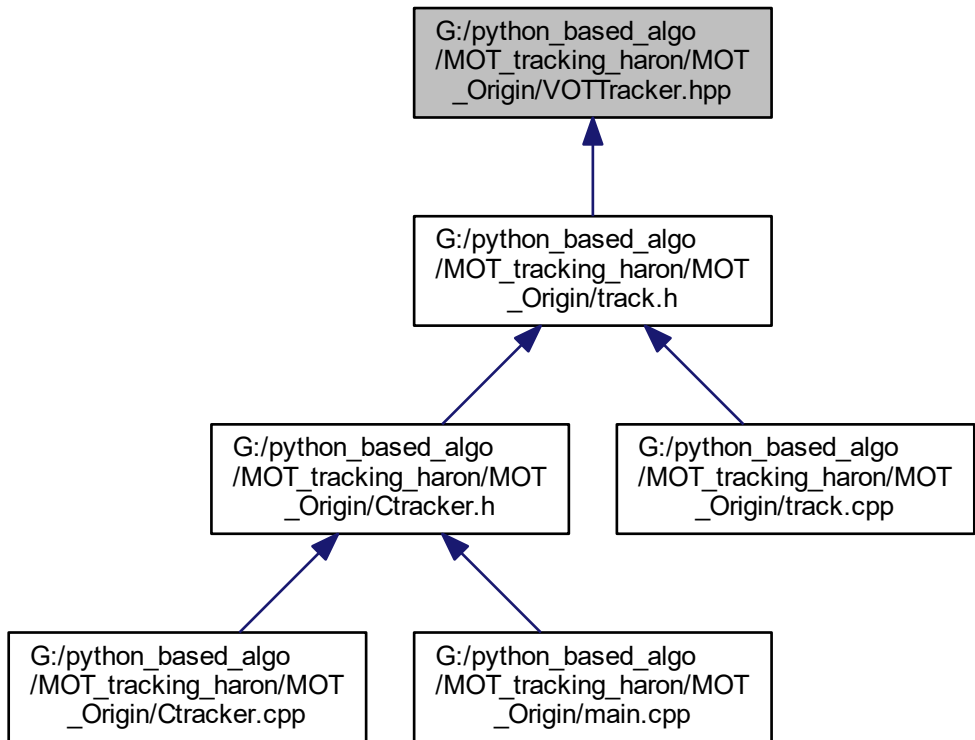 G:/python_based_algo
/MOT_tracking_haron/MOT
_Origin/VOTTracker.hpp
G:/python_based_algo
/MOT_tracking_haron/MOT
_Origin/track.h
G:/python_based_algo
/MOT_tracking_haron/MOT
_Origin/Ctracker.h
G:/python_based_algo
/MOT_tracking_haron/MOT
_Origin/track.cpp
G:/python_based_algo
/MOT_tracking_haron/MOT
_Origin/Ctracker.cpp
G:/python_based_algo
/MOT_tracking_haron/MOT
_Origin/main.cpp